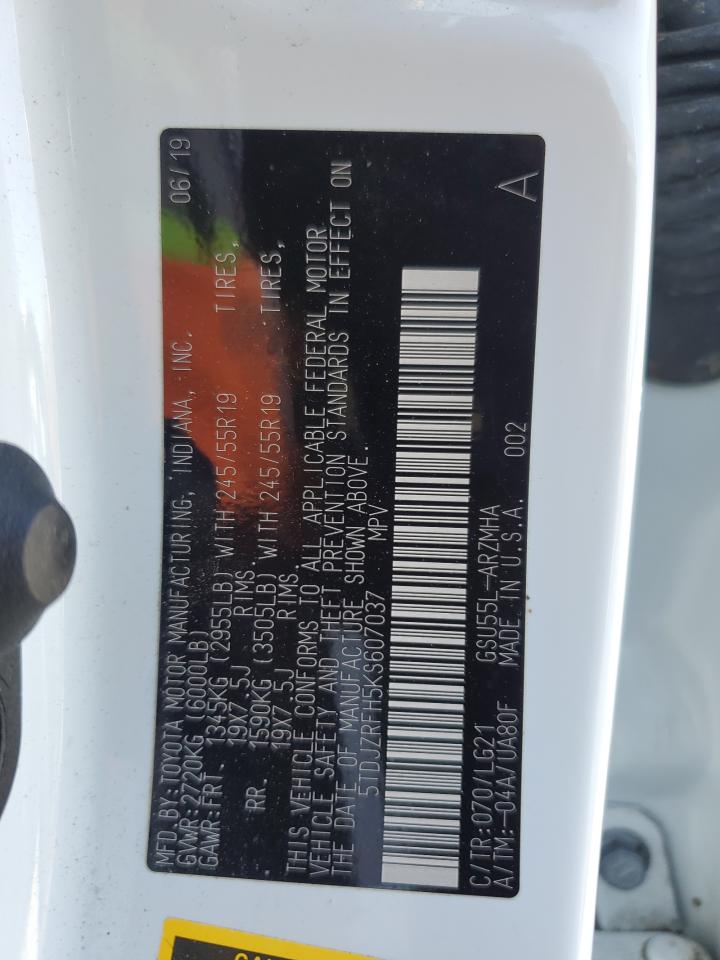 MFD.BY:TOYOTA MOTOR MANUFACTURING, INDIANA, INC. 06/19
GVWR:2720KG (6000LB)
GAWR:FRT- 1345KG (2955LB) WITH 245/55R19 TIRES,
19X7.5J RIMS.
RR. 1590KG (3505LB) WITH 245/55R19 TIRES,
19X7.5J RIMS
THIS VEHICLE CONFORMS TO ALL APPLICABLE FEDERAL MOTOR
VEHICLE SAFETY AND THEFT PREVENTION STANDARDS IN EFFECT ON
THE DATE OF MANUFACTURE SHOWN ABOVE.
5TDJZRFH5KS607037 MPV
C/TR:070/LG21 GSU55L-ARZMHA
A/TM:-04A/UA80F MADE IN U.S.A. 002 A